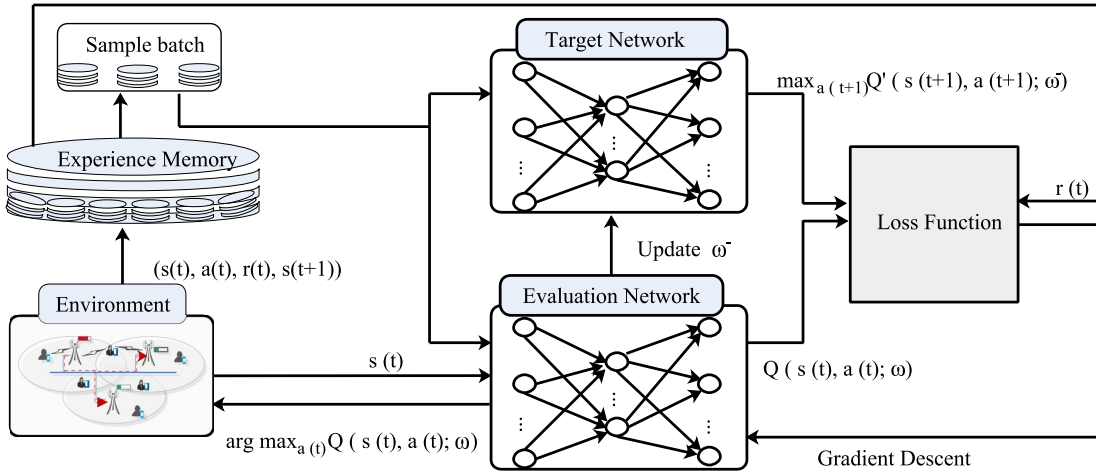 Sample batch
Target Network
max a ( t+1) Q' ( s (t+1), a (t+1); ω⁻)
Experience Memory
r (t)
Loss Function
Update ω⁻
(s(t), a(t), r(t), s(t+1))
Environment
Evaluation Network
s (t)
Q ( s (t), a (t); ω)
arg max a (t) Q ( s (t), a (t); ω)
Gradient Descent